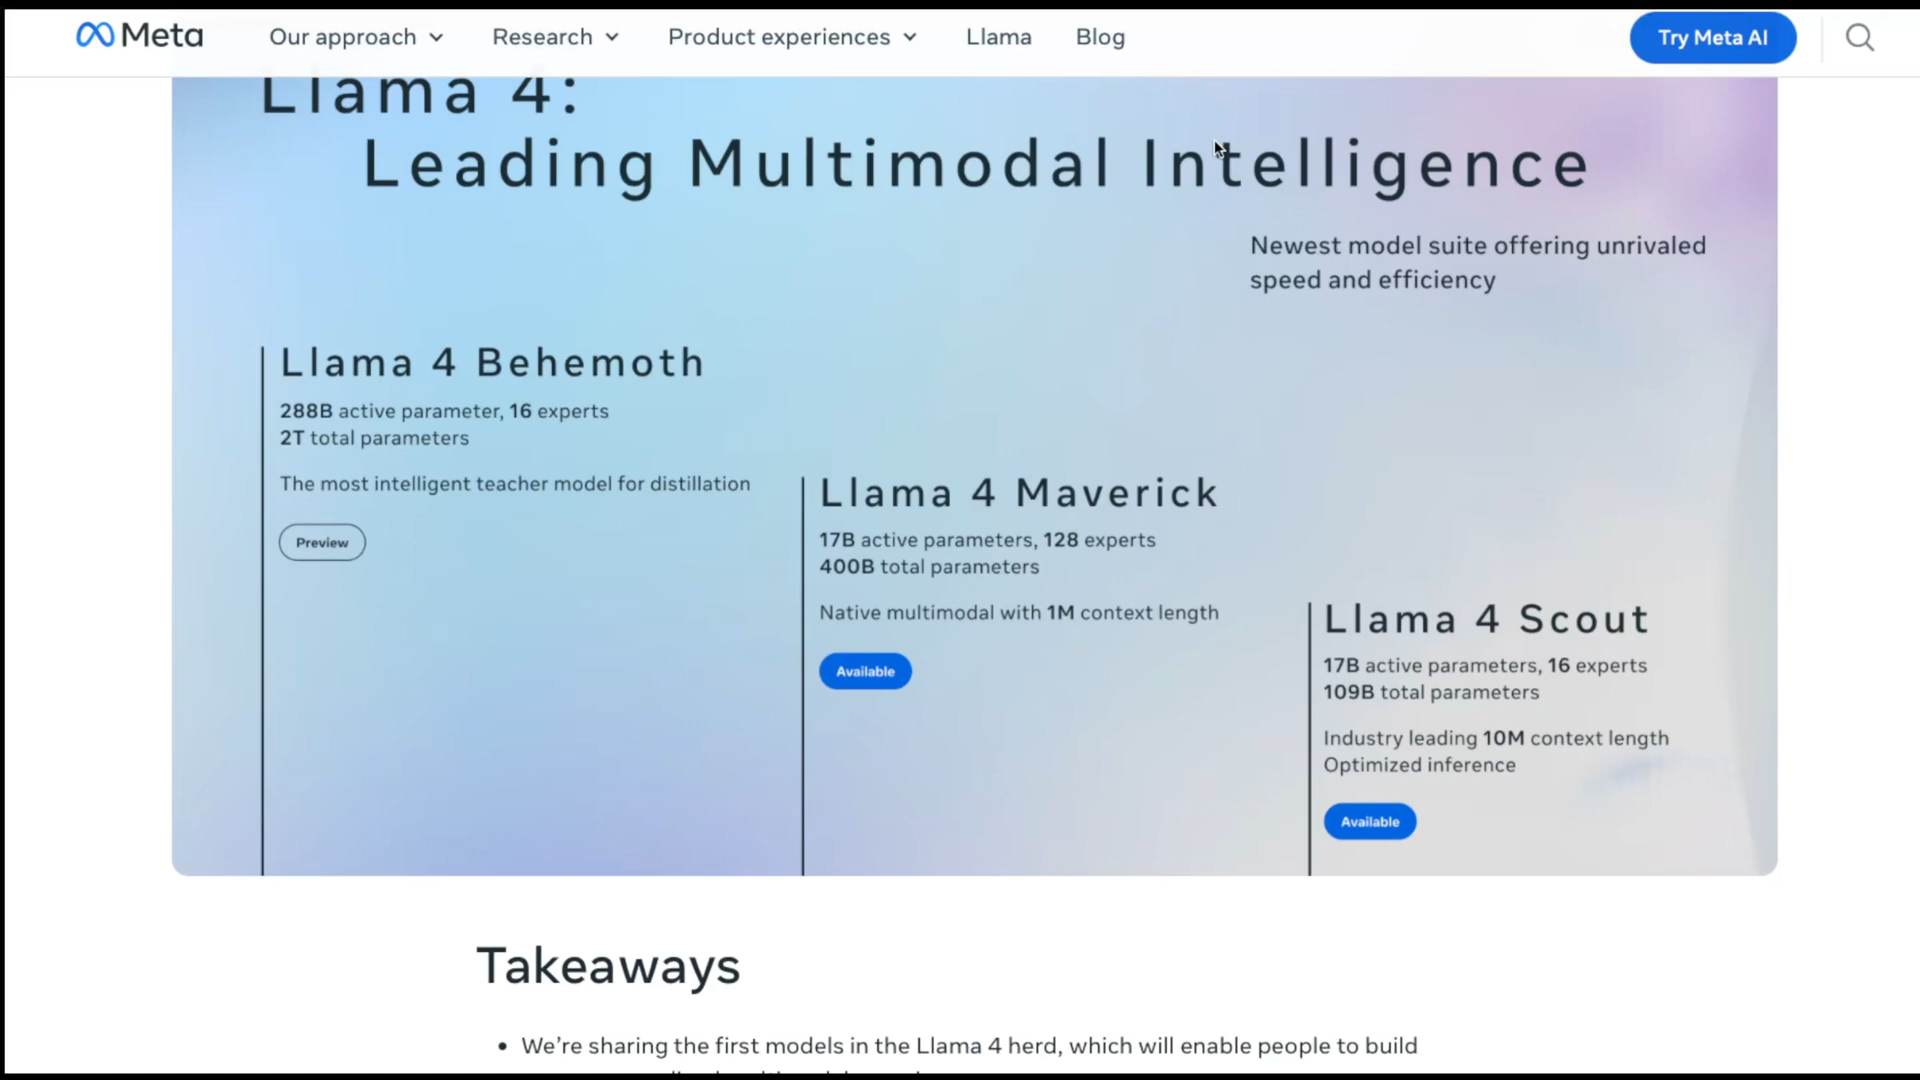 Meta
Our approach
Research
Product experiences
Llama
Blog
Try Meta AI
Llama 4:
Leading Multimodal Intelligence
Newest model suite offering unrivaled
speed and efficiency
Llama 4 Behemoth
288B active parameter, 16 experts
2T total parameters
The most intelligent teacher model for distillation
Preview
Llama 4 Maverick
17B active parameters, 128 experts
400B total parameters
Native multimodal with 1M context length
Available
Llama 4 Scout
17B active parameters, 16 experts
109B total parameters
Industry leading 10M context length
Optimized inference
Available
Takeaways
• We’re sharing the first models in the Llama 4 herd, which will enable people to build